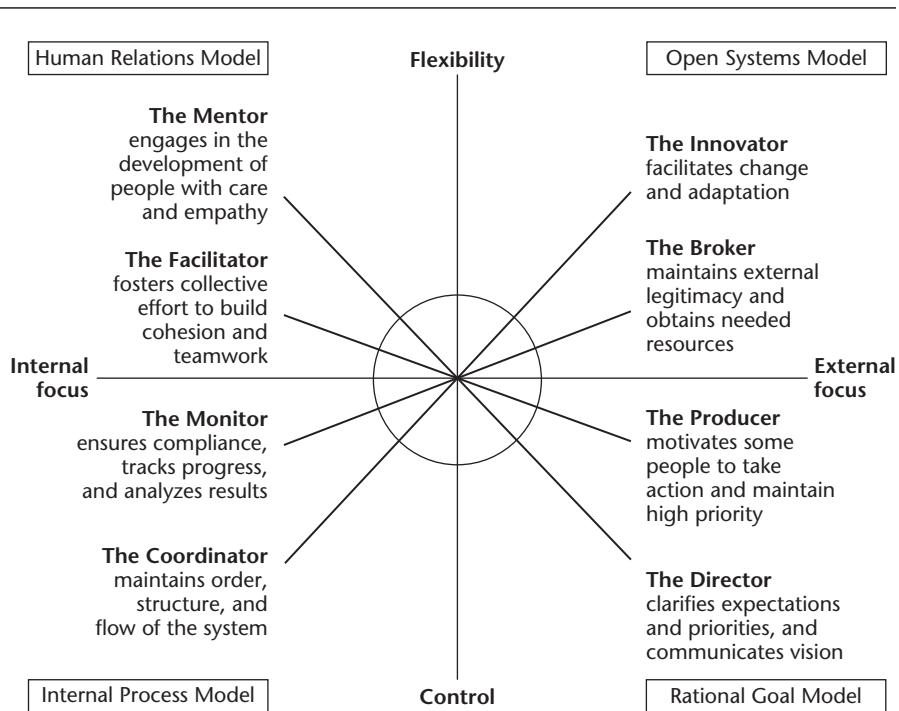 Human Relations Model
Flexibility
Open Systems Model
The Mentor
engages in the
development of
people with care
and empathy
The Innovator
facilitates change
and adaptation
The Facilitator
fosters collective
effort to build
cohesion and
teamwork
The Broker
maintains external
legitimacy and
obtains needed
resources
Internal
focus
External
focus
The Monitor
ensures compliance,
tracks progress,
and analyzes results
The Producer
motivates some
people to take
action and maintain
high priority
The Coordinator
maintains order,
structure, and
flow of the system
The Director
clarifies expectations
and priorities, and
communicates vision
Internal Process Model
Control
Rational Goal Model